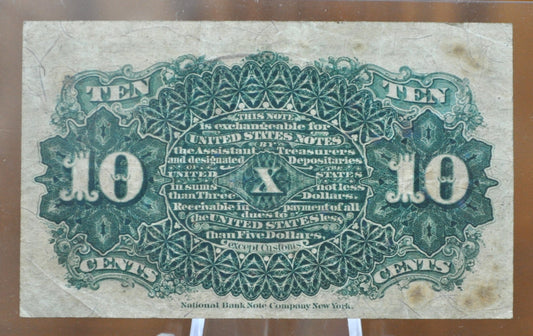 TEN TEN
THIS NOTE
is exchangeable for
UNITED STATES NOTES
BY
the Assistant Treasurers
and designated Depositaries
OF THE
UNITED STATES
In sums not less
than Three Dollars.
Receivable in payment of all
dues to
the UNITED STATES less
than Five Dollars.
except Customs.
10 X 10
CENTS CENTS
National Bank Note Company New York.